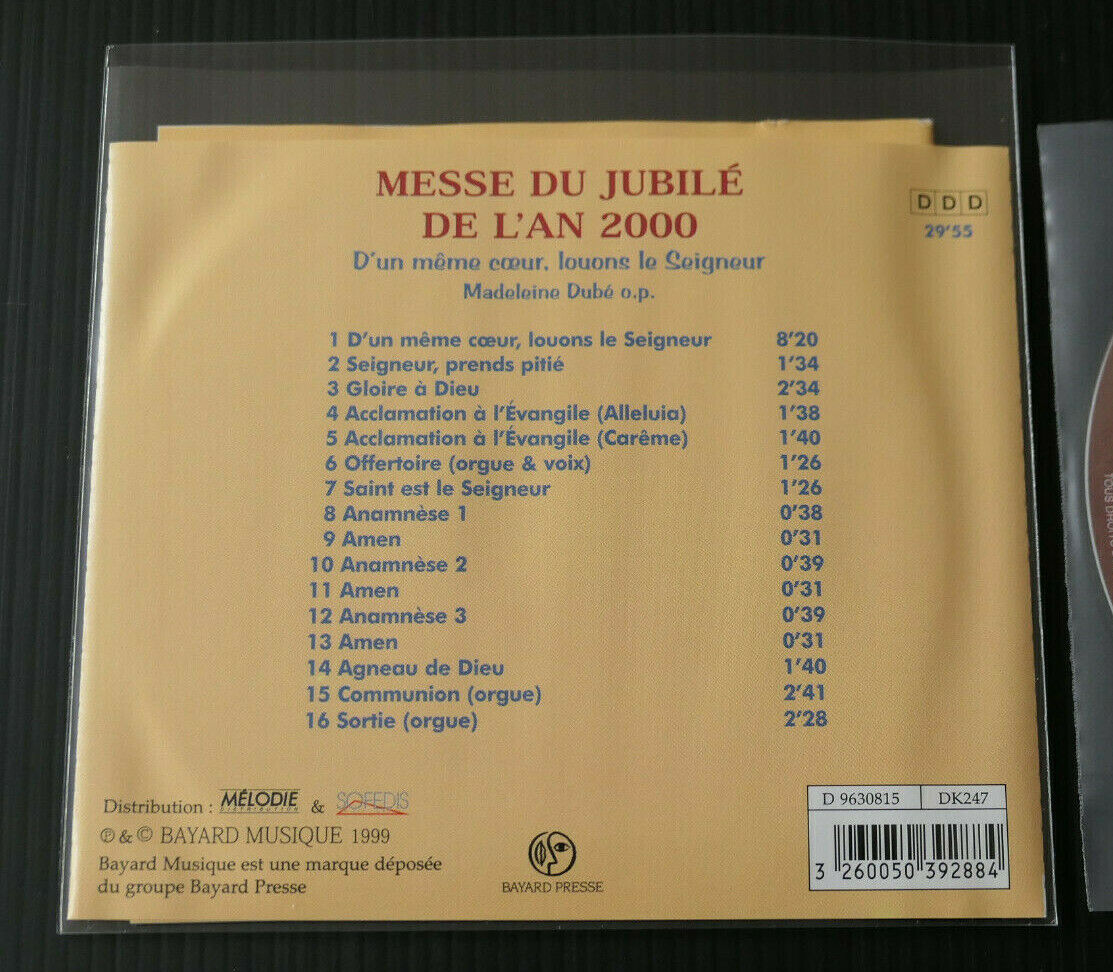 MESSE DU JUBILÉ
DE L'AN 2000
D'un même cœur, louons le Seigneur
Madeleine Dubé o.p.
D D D
29'55
1 D'un même cœur, louons le Seigneur 8'20
2 Seigneur, prends pitié 1'34
3 Gloire à Dieu 2'34
4 Acclamation à l'Évangile (Alleluia) 1'38
5 Acclamation à l'Évangile (Carême) 1'40
6 Offertoire (orgue & voix) 1'26
7 Saint est le Seigneur 1'26
8 Anamnèse 1 0'38
9 Amen 0'31
10 Anamnèse 2 0'39
11 Amen 0'31
12 Anamnèse 3 0'39
13 Amen 0'31
14 Agneau de Dieu 1'40
15 Communion (orgue) 2'41
16 Sortie (orgue) 2'28
Distribution : MÉLODIE DISTRIBUTION & SOFEDIS
℗ & © BAYARD MUSIQUE 1999
Bayard Musique est une marque déposée
du groupe Bayard Presse
BAYARD PRESSE
D 9630815 DK247
3 260050 392884